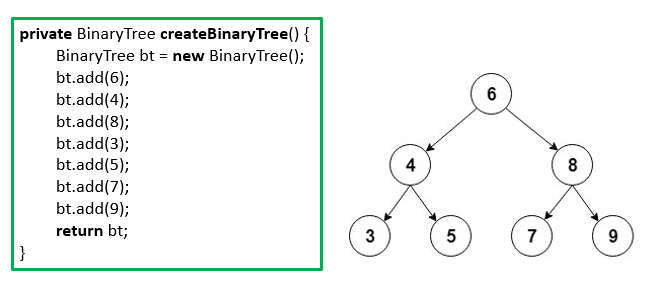 private BinaryTree createBinaryTree() {
BinaryTree bt = new BinaryTree();
bt.add(6);
bt.add(4);
bt.add(8);
bt.add(3);
bt.add(5);
bt.add(7);
bt.add(9);
return bt;
}
6
4 8
3 5 7 9